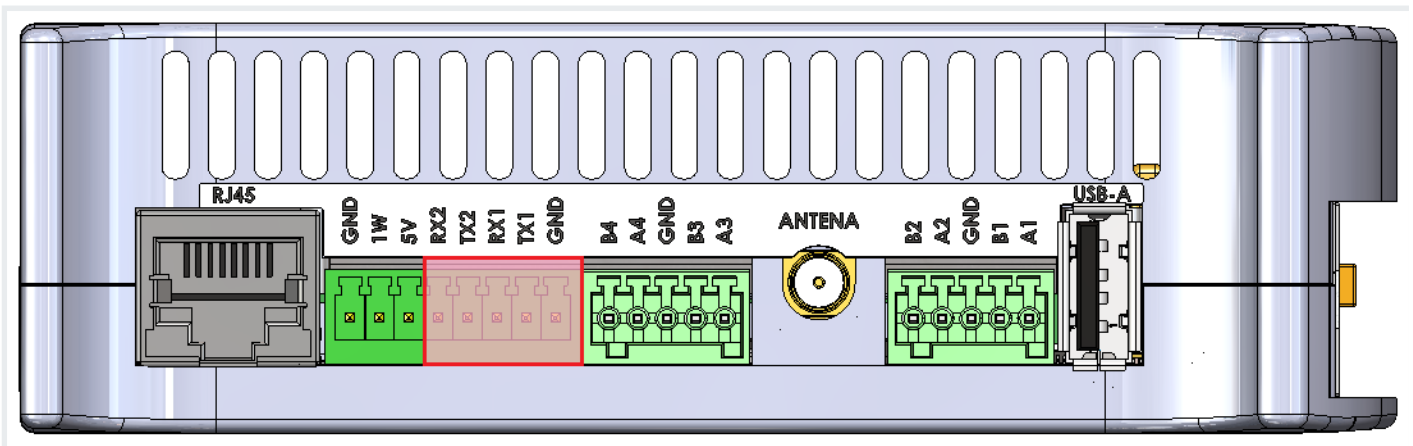 RJ45
GND
1W
5V
RX2
TX2
RX1
TX1
GND
B4
A4
GND
B3
A3
ANTENA
B2
A2
GND
B1
A1
USB-A